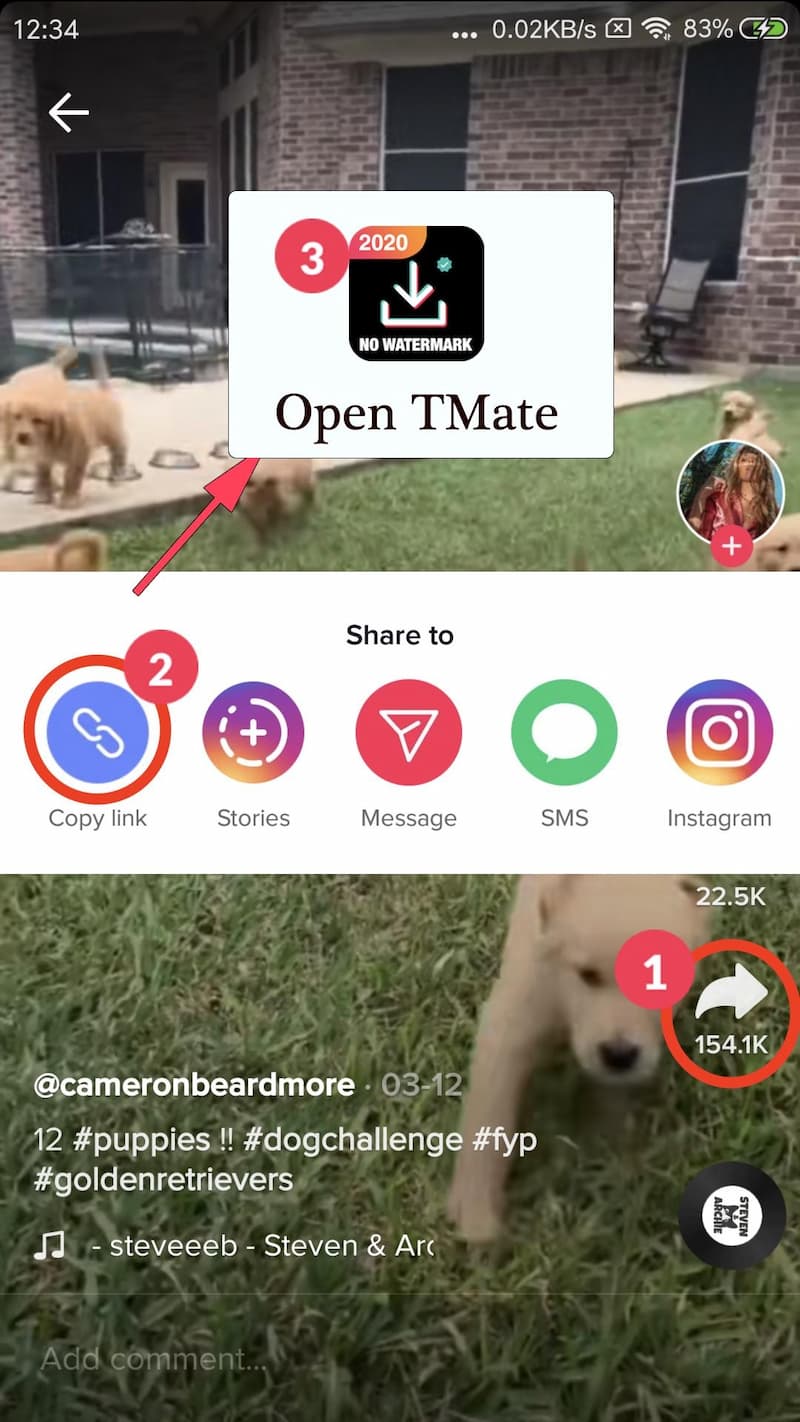 12:34
... 0.02KB/s 83%
3
2020
NO WATERMARK
Open TMate
Share to
2
Copy link
Stories
Message
SMS
Instagram
22.5K
1
154.1K
@cameronbeardmore · 03-12
12 #puppies !! #dogchallenge #fyp
#goldenretrievers
- steveeeb - Steven & Arc
STEVEN
&
ARCHIE
Add comment...